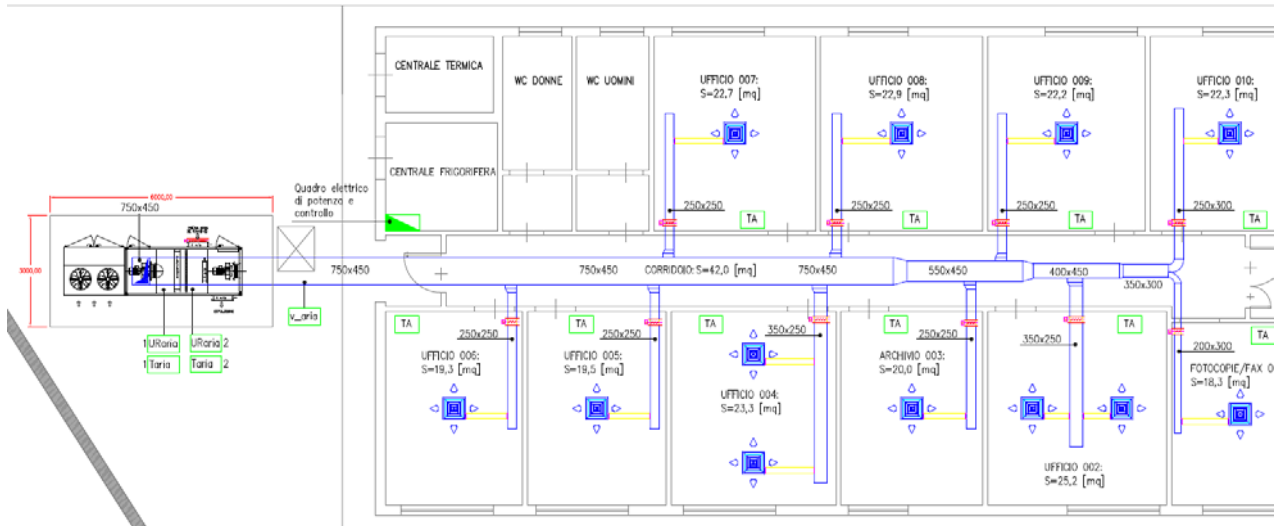 CENTRALE TERMICA
WC DONNE
WC UOMINI
UFFICIO 007:
S=22,7 [mq]
UFFICIO 008:
S=22,9 [mq]
UFFICIO 009:
S=22,2 [mq]
UFFICIO 010:
S=22,3 [mq]
CENTRALE FRIGORIFERA
Quadro elettrico
di potenza e
controllo
6000,00
750x450
3000,00
250x250
TA
250x250
TA
250x250
TA
250x300
TA
750x450
750x450
CORRIDOIO: S=42,0 [mq]
750x450
550x450
400x450
350x300
v_aria
1 URaria
URaria 2
1 Taria
Taria 2
TA
250x250
TA
250x250
TA
350x250
TA
250x250
350x250
TA
200x300
UFFICIO 006:
S=19,3 [mq]
UFFICIO 005:
S=19,5 [mq]
UFFICIO 004:
S=23,3 [mq]
ARCHIVIO 003:
S=20,0 [mq]
UFFICIO 002:
S=25,2 [mq]
TA
FOTOCOPIE/FAX 0
S=18,3 [mq]